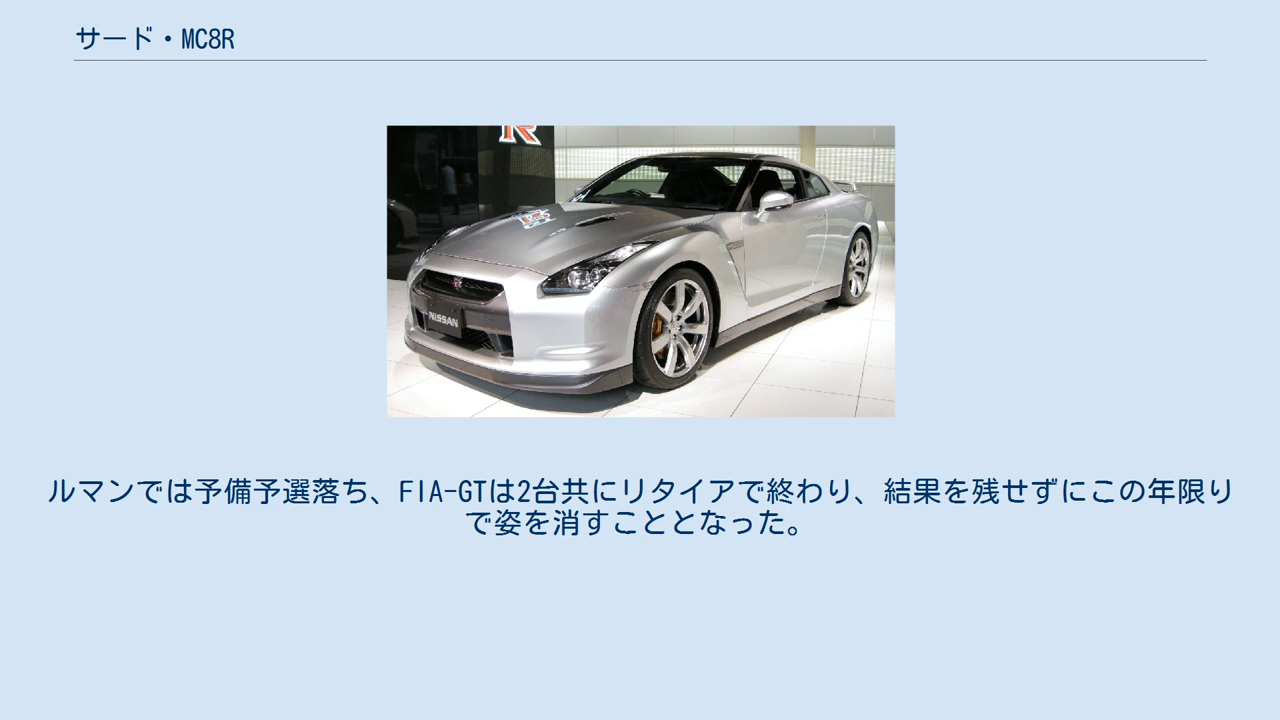 サード・MC8R
R
NISSAN
ルマンでは予備予選落ち、FIA-GTは2台共にリタイアで終わり、結果を残せずにこの年限り
で姿を消すこととなった。